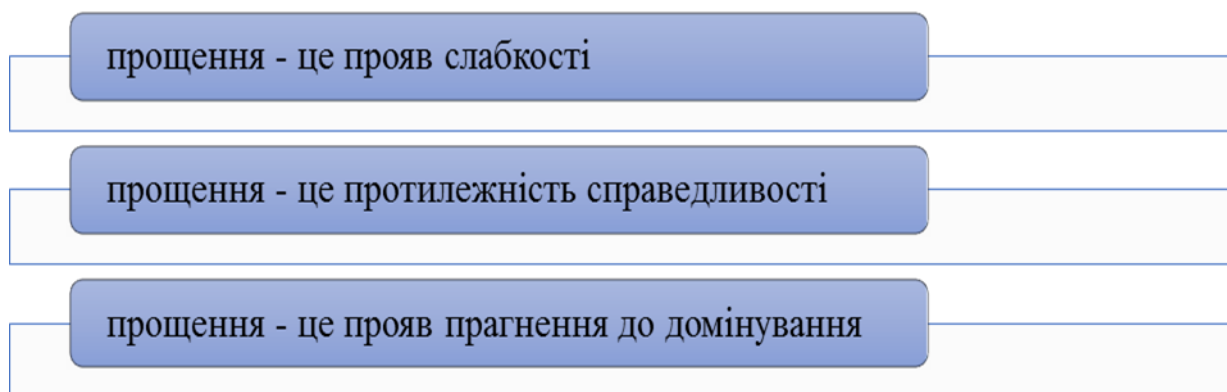 прощення - це прояв слабкості
прощення - це протилежність справедливості
прощення - це прояв прагнення до домінування